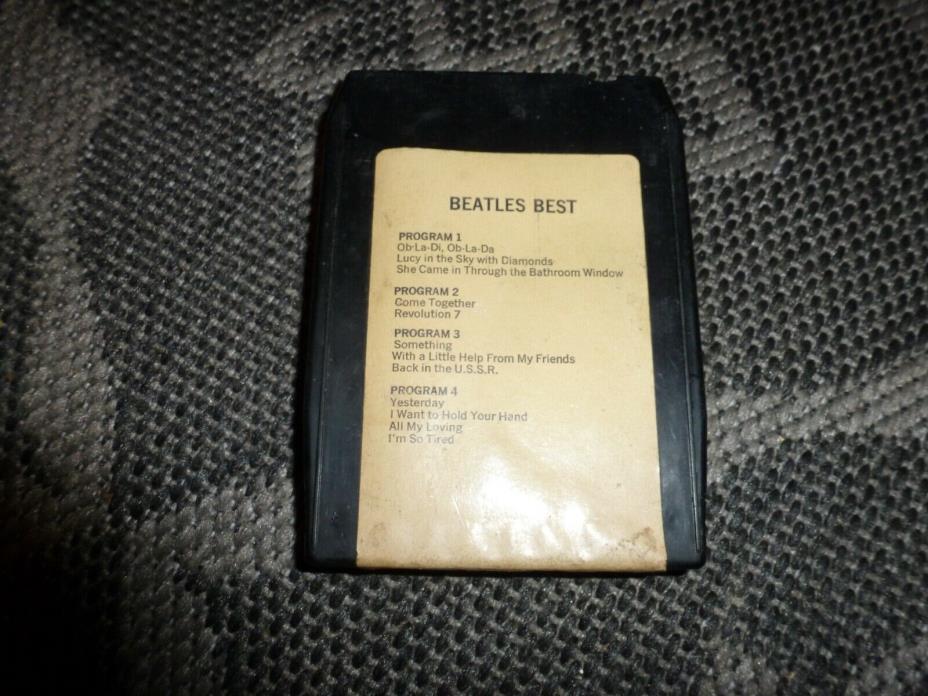 BEATLES BEST
PROGRAM 1
Ob-La-Di, Ob-La-Da
Lucy in the Sky with Diamonds
She Came in Through the Bathroom Window
PROGRAM 2
Come Together
Revolution 7
PROGRAM 3
Something
With a Little Help From My Friends
Back in the U.S.S.R.
PROGRAM 4
Yesterday
I Want to Hold Your Hand
All My Loving
I'm So Tired